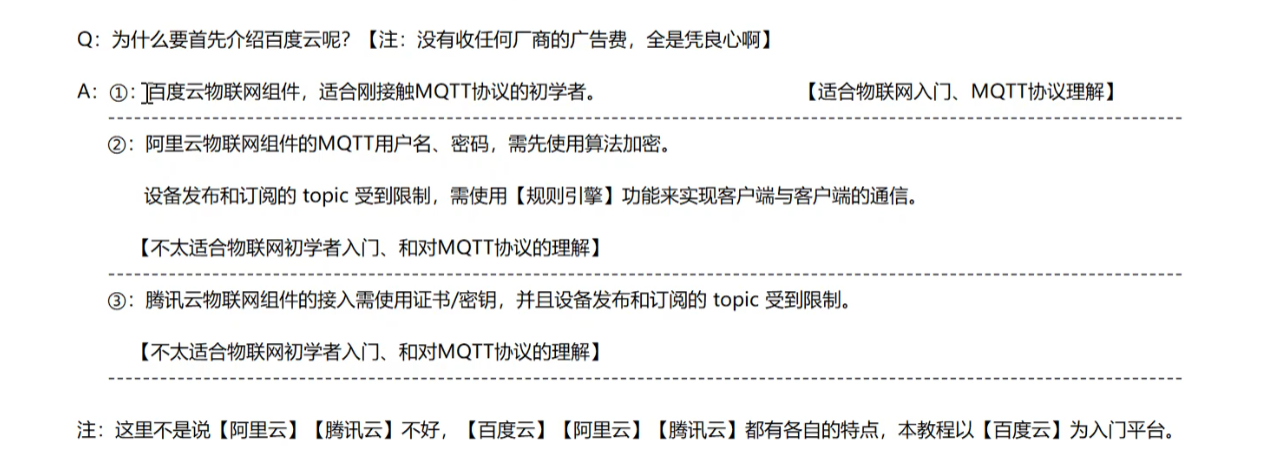 Q：为什么要首先介绍百度云呢？【注：没有收任何厂商的广告费，全是凭良心啊】
A：①：百度云物联网组件，适合刚接触MQTT协议的初学者。 【适合物联网入门、MQTT协议理解】
②：阿里云物联网组件的MQTT用户名、密码，需先使用算法加密。
设备发布和订阅的 topic 受到限制，需使用【规则引擎】功能来实现客户端与客户端的通信。
【不太适合物联网初学者入门、和对MQTT协议的理解】
③：腾讯云物联网组件的接入需使用证书/密钥，并且设备发布和订阅的 topic 受到限制。
【不太适合物联网初学者入门、和对MQTT协议的理解】
注：这里不是说【阿里云】【腾讯云】不好，【百度云】【阿里云】【腾讯云】都有各自的特点，本教程以【百度云】为入门平台。